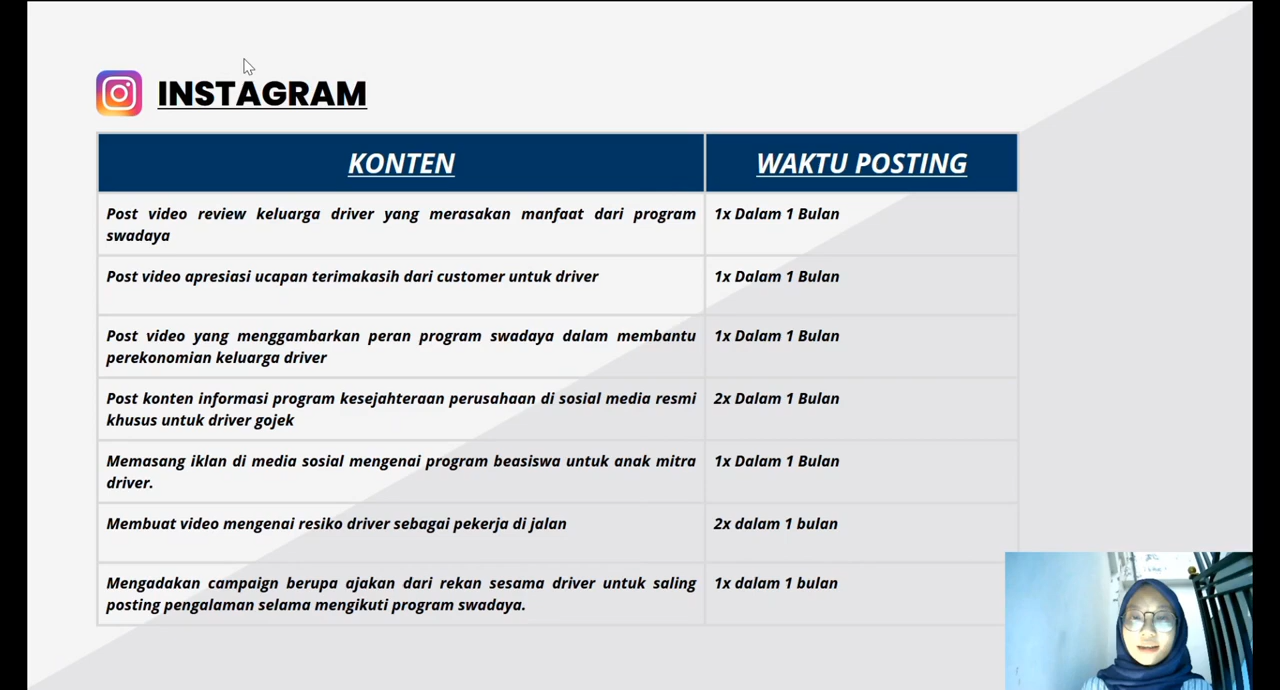 INSTAGRAM
KONTEN
WAKTU POSTING
Post video review keluarga driver yang merasakan manfaat dari program
swadaya
1x Dalam 1 Bulan
Post video apresiasi ucapan terimakasih dari customer untuk driver
1x Dalam 1 Bulan
Post video yang menggambarkan peran program swadaya dalam membantu
perekonomian keluarga driver
1x Dalam 1 Bulan
Post konten informasi program kesejahteraan perusahaan di sosial media resmi
khusus untuk driver gojek
2x Dalam 1 Bulan
Memasang iklan di media sosial mengenai program beasiswa untuk anak mitra
driver.
1x Dalam 1 Bulan
Membuat video mengenai resiko driver sebagai pekerja di jalan
2x dalam 1 bulan
Mengadakan campaign berupa ajakan dari rekan sesama driver untuk saling
posting pengalaman selama mengikuti program swadaya.
1x dalam 1 bulan